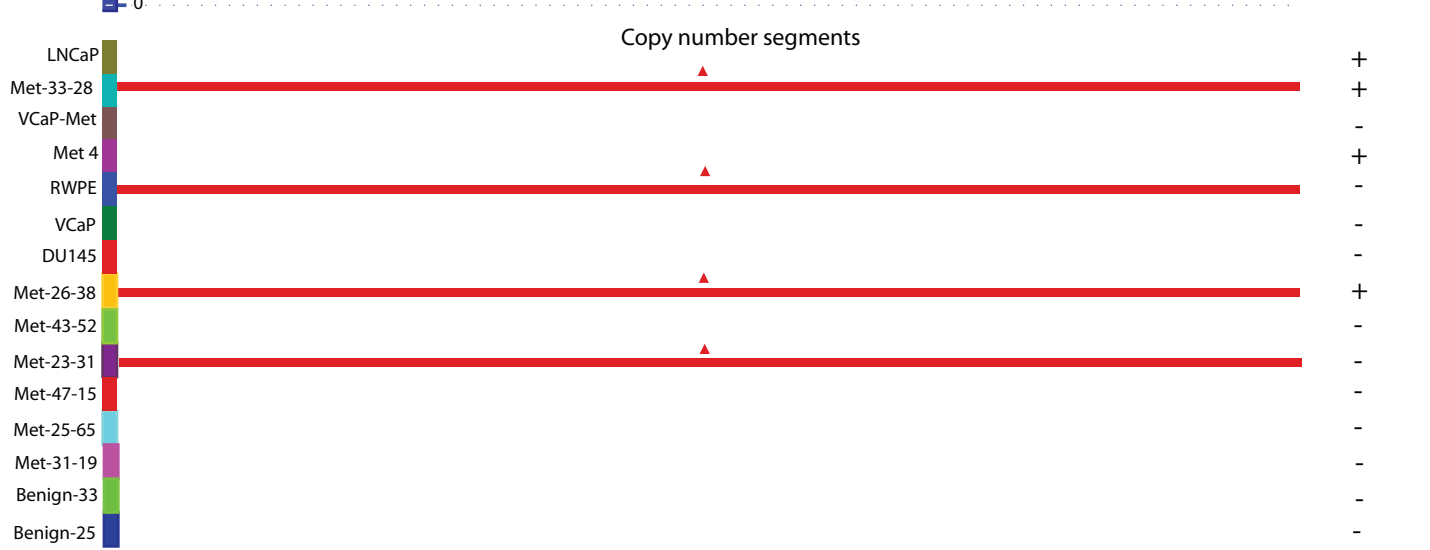 0
Copy number segments
LNCaP +
Met-33-28 +
VCaP-Met -
Met 4 +
RWPE -
VCaP -
DU145 -
Met-26-38 +
Met-43-52 -
Met-23-31 -
Met-47-15 -
Met-25-65 -
Met-31-19 -
Benign-33 -
Benign-25 -